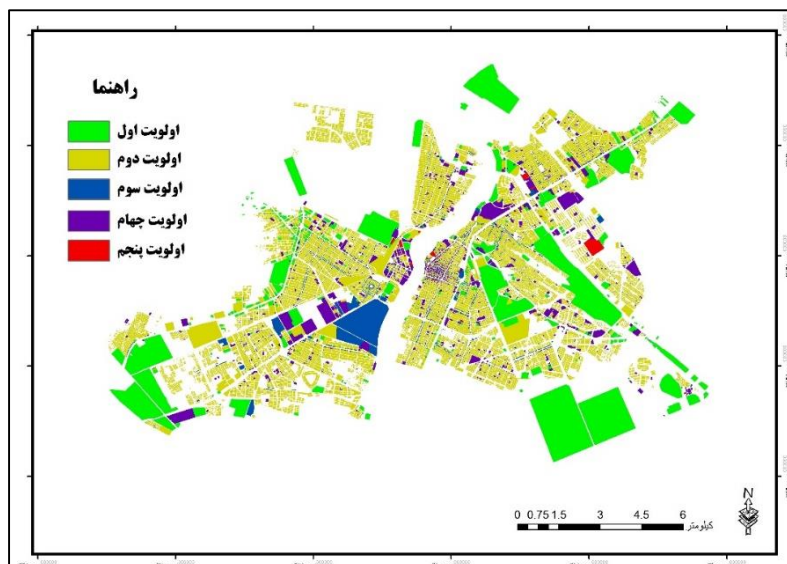 راهنما
اولویت اول
اولویت دوم
اولویت سوم
اولویت چهام
اولویت پنجم
N
0 0.75 1.5 3 4.5 6
کیلومتر